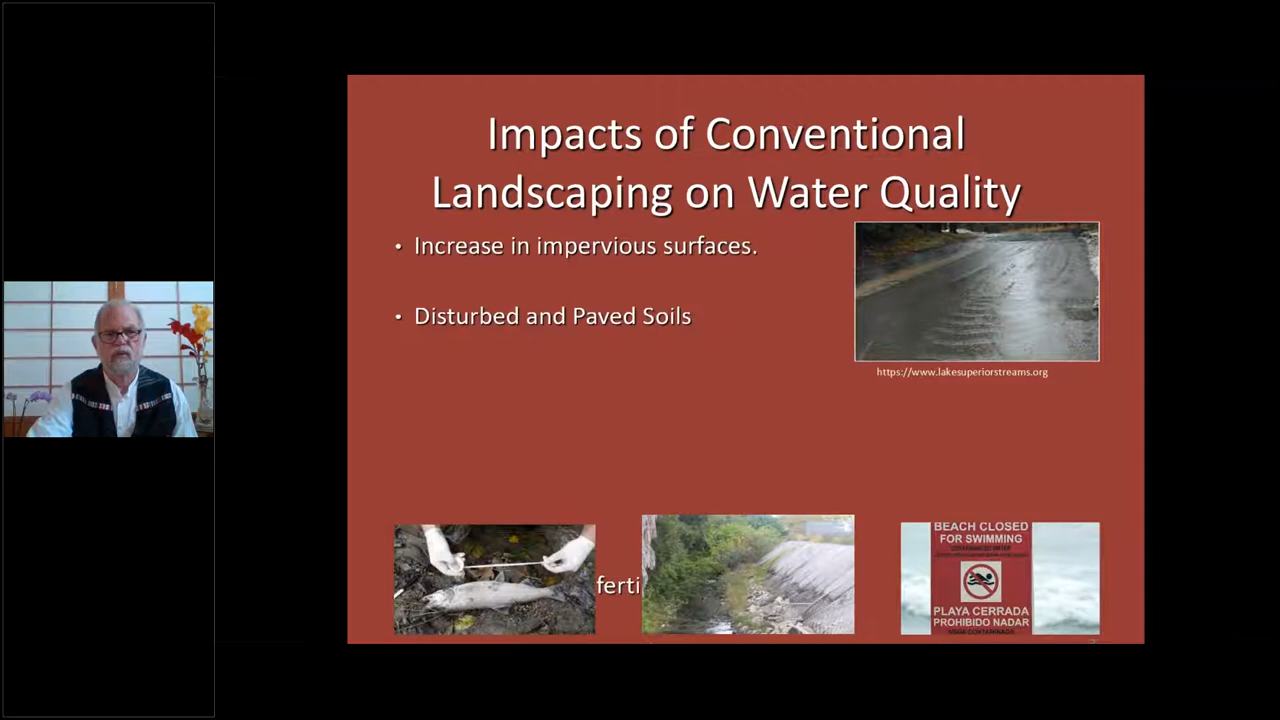 Impacts of Conventional
Landscaping on Water Quality
• Increase in impervious surfaces.
• Disturbed and Paved Soils
https://www.lakesuperiorstreams.org
ferti
BEACH CLOSED
FOR SWIMMING
PLAYA CERRADA
PROHIBIDO NADAR